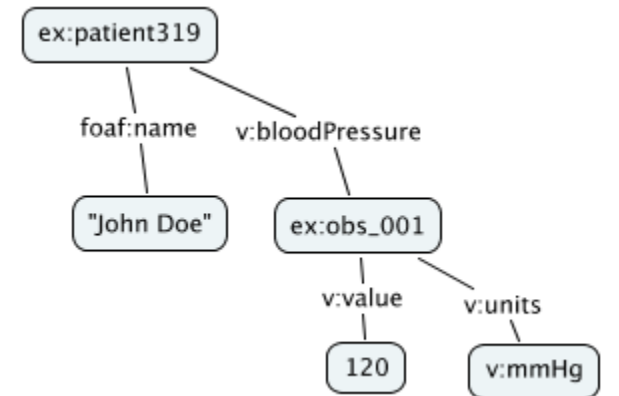 ex:patient319
foaf:name
v:bloodPressure
"John Doe"
ex:obs_001
v:value
v:units
120
v:mmHg